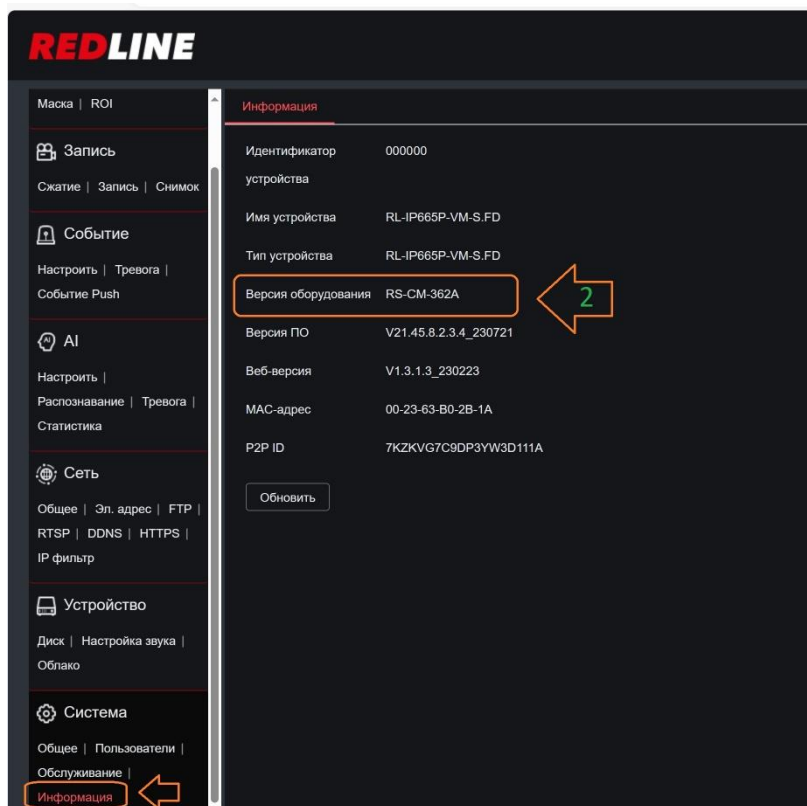 REDLINE
Маска | ROI
Запись
Сжатие | Запись | Снимок
Событие
Настроить | Тревога |
Событие Push
AI
AI
Настроить |
Распознавание | Тревога |
Статистика
Сеть
Общее | Эл. адрес | FTP |
RTSP | DDNS | HTTPS |
IP фильтр
Устройство
Диск | Настройка звука |
Облако
Система
Общее | Пользователи |
Обслуживание |
Информация
Информация
Идентификатор устройства 000000
Имя устройства RL-IP665P-VM-S.FD
Тип устройства RL-IP665P-VM-S.FD
Версия оборудования RS-CM-362A
2
Версия ПО V21.45.8.2.3.4_230721
Веб-версия V1.3.1.3_230223
MAC-адрес 00-23-63-B0-2B-1A
P2P ID 7KZKVG7C9DP3YW3D111A
Обновить